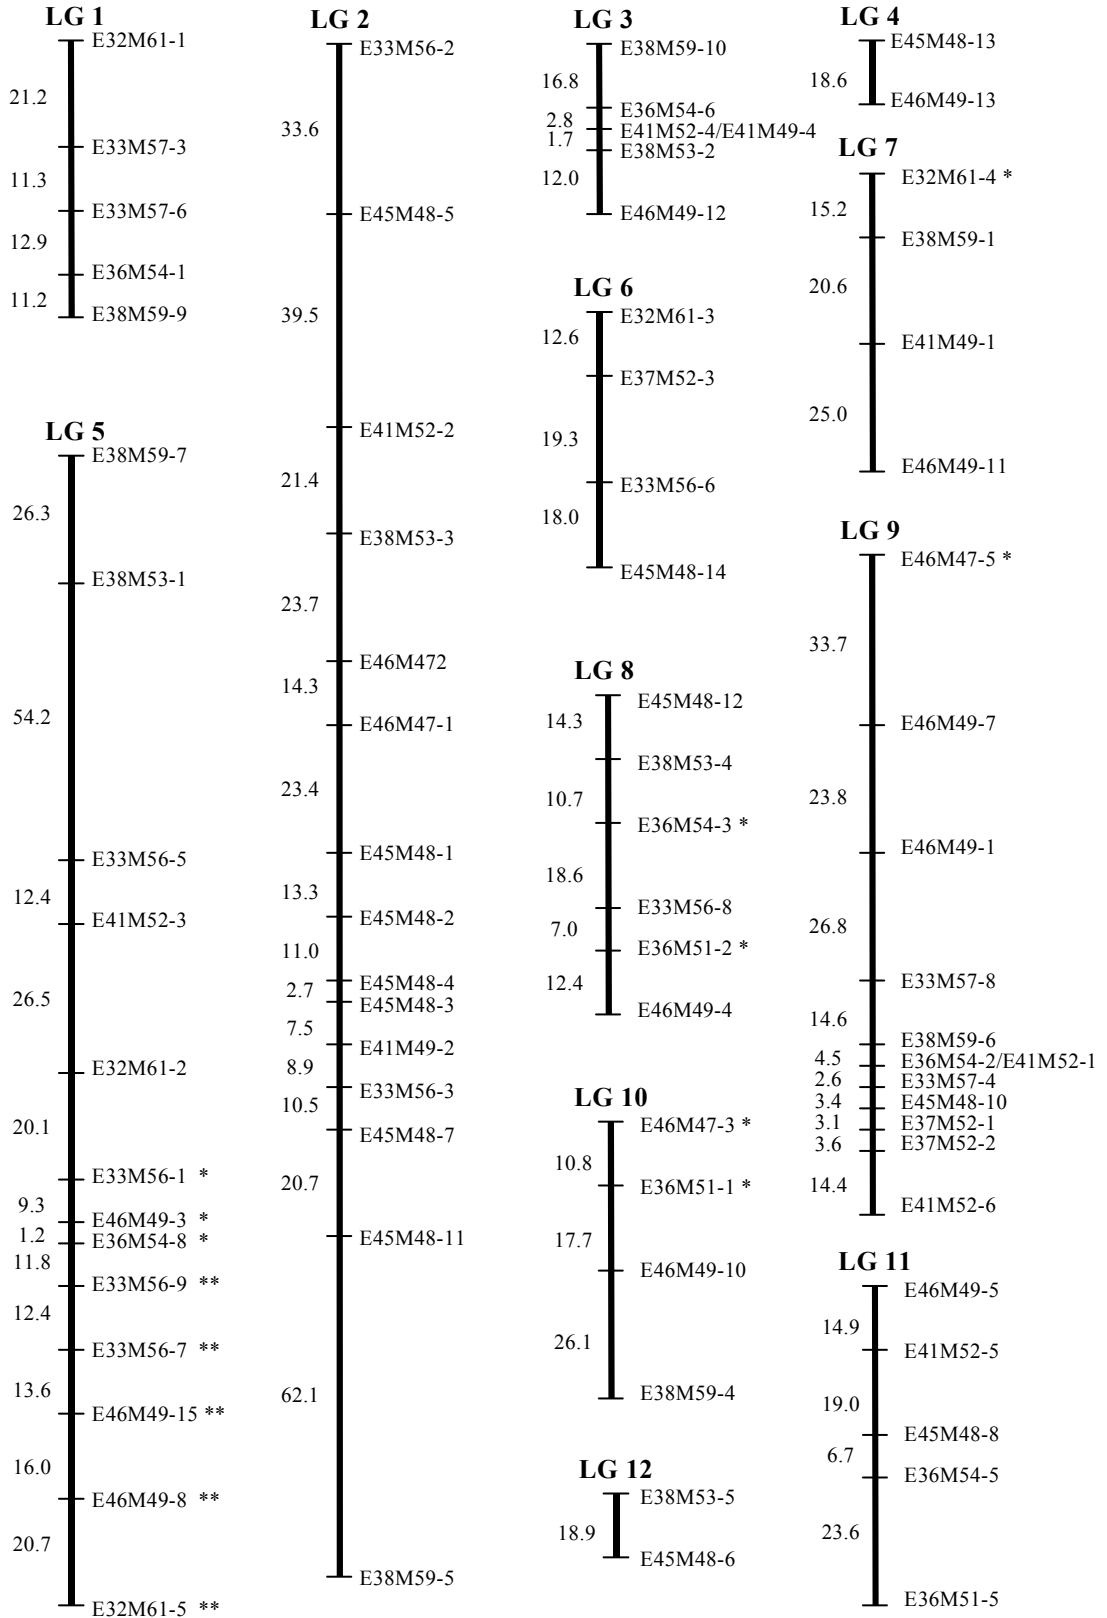 LG 1
E32M61-1
21.2
E33M57-3
11.3
E33M57-6
12.9
E36M54-1
11.2
E38M59-9
LG 5
E38M59-7
26.3
E38M53-1
54.2
E33M56-5
12.4
E41M52-3
26.5
E32M61-2
20.1
E33M56-1 *
9.3
E46M49-3 *
1.2
E36M54-8 *
11.8
E33M56-9 **
12.4
E33M56-7 **
13.6
E46M49-15 **
16.0
E46M49-8 **
20.7
E32M61-5 **
LG 2
E33M56-2
33.6
E45M48-5
39.5
E41M52-2
21.4
E38M53-3
23.7
E46M472
14.3
E46M47-1
23.4
E45M48-1
13.3
E45M48-2
11.0
E45M48-4
2.7
E45M48-3
7.5
E41M49-2
8.9
E33M56-3
10.5
E45M48-7
20.7
E45M48-11
62.1
E38M59-5
LG 3
E38M59-10
16.8
E36M54-6
2.8
E41M52-4/E41M49-4
1.7
E38M53-2
12.0
E46M49-12
LG 6
E32M61-3
12.6
E37M52-3
19.3
E33M56-6
18.0
E45M48-14
LG 8
E45M48-12
14.3
E38M53-4
10.7
E36M54-3 *
18.6
E33M56-8
7.0
E36M51-2 *
12.4
E46M49-4
LG 10
E46M47-3 *
10.8
E36M51-1 *
17.7
E46M49-10
26.1
E38M59-4
LG 12
E38M53-5
18.9
E45M48-6
LG 4
E45M48-13
18.6
E46M49-13
LG 7
E32M61-4 *
15.2
E38M59-1
20.6
E41M49-1
25.0
E46M49-11
LG 9
E46M47-5 *
33.7
E46M49-7
23.8
E46M49-1
26.8
E33M57-8
14.6
E38M59-6
4.5
E36M54-2/E41M52-1
2.6
E33M57-4
3.4
E45M48-10
3.1
E37M52-1
3.6
E37M52-2
14.4
E41M52-6
LG 11
E46M49-5
14.9
E41M52-5
19.0
E45M48-8
6.7
E36M54-5
23.6
E36M51-5